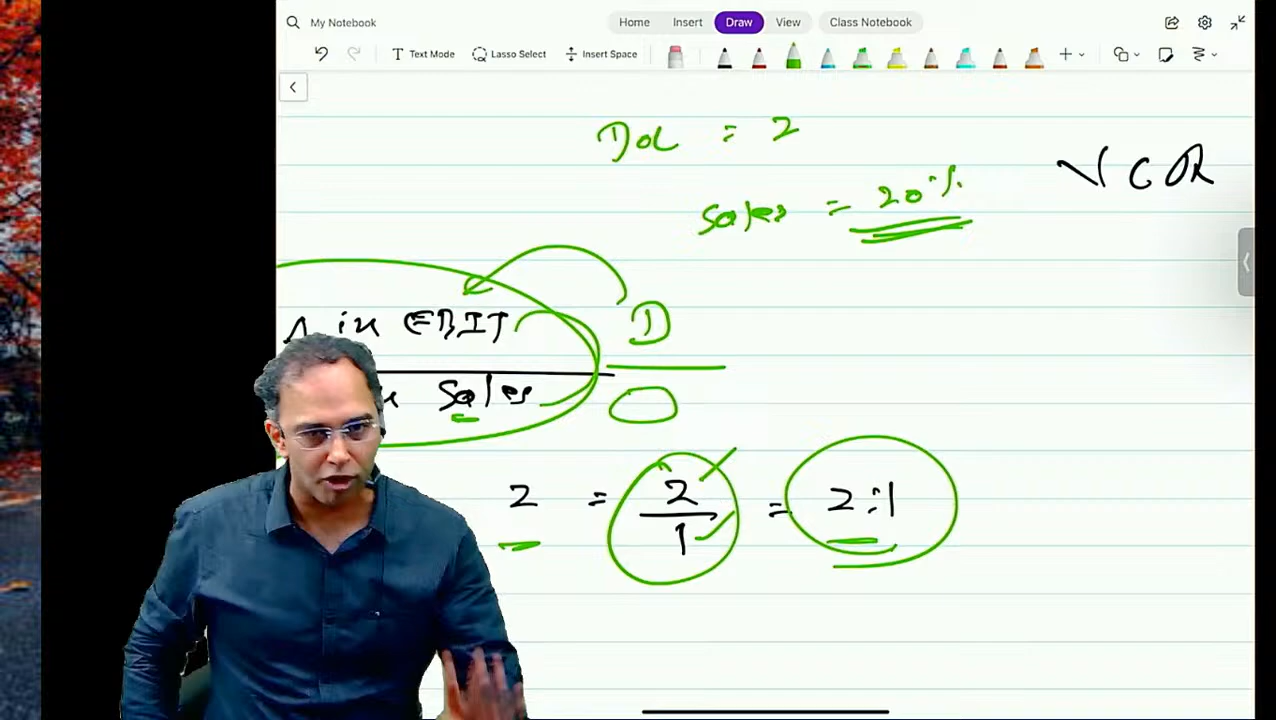 My Notebook
Home Insert Draw View Class Notebook
Text Mode Lasso Select Insert Space
DOL = 2
Sales = 20%
V C R
in EBIT D
Sales O
2 = 2/1 = 2:1